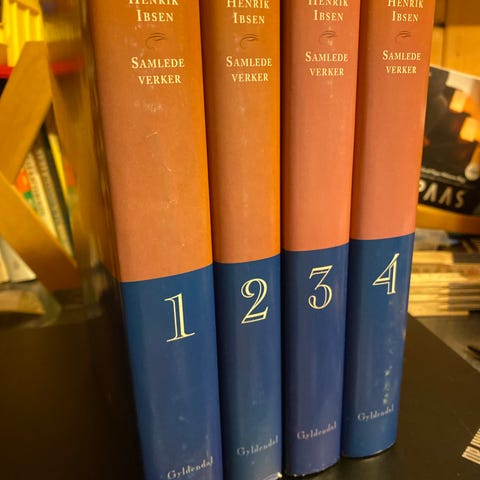 HENRIK
IBSEN
SAMLEDE
VERKER
1
Gyldendal
HENRIK
IBSEN
SAMLEDE
VERKER
2
Gyldendal
HENRIK
IBSEN
SAMLEDE
VERKER
3
Gyldendal
HENRIK
IBSEN
SAMLEDE
VERKER
4
Gyldendal
PAAS